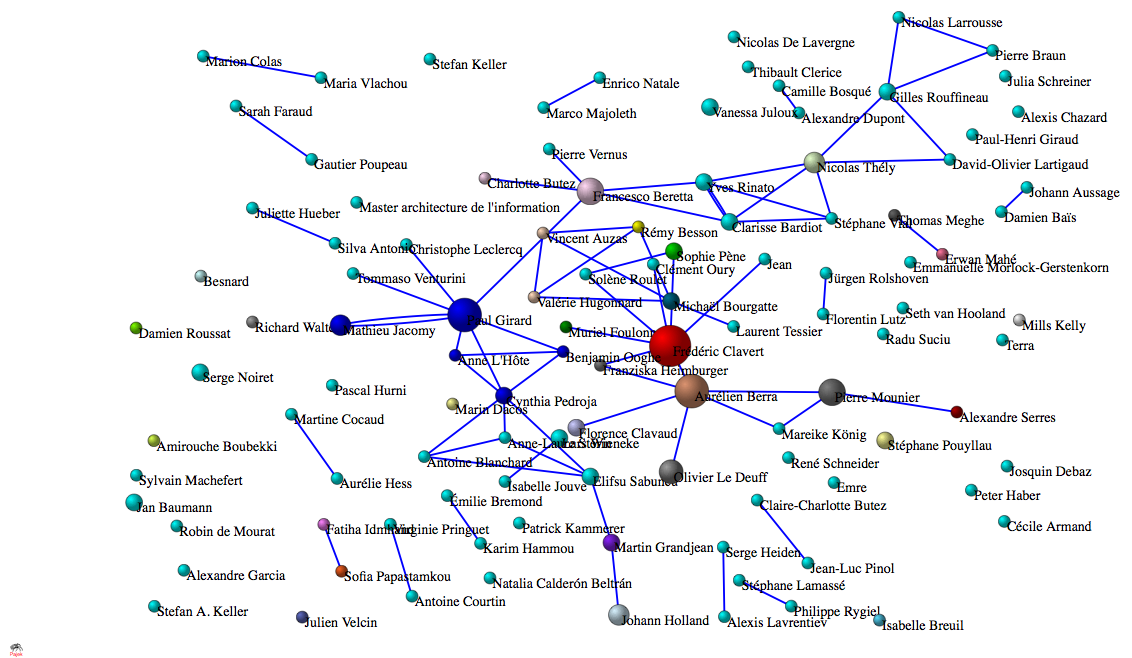 Nicolas Larrousse
Nicolas De Lavergne
Pierre Braun
Marion Colas
Stefan Keller
Thibault Clerice
Julia Schreiner
Maria Vlachou
Enrico Natale
Camille Bosqué
Gilles Rouffineau
Sarah Faraud
Marco Majoleth
Vanessa Juloux
Alexandre Dupont
Alexis Chazard
Paul-Henri Giraud
Pierre Vernus
Gautier Poupeau
Nicolas Thély
David-Olivier Lartigaud
Charlotte Butez
Yves Rinato
Johann Aussage
Francesco Beretta
Master architecture de l'information
Juliette Hueber
Damien Baïs
Thomas Meghe
Clarisse Bardiot
Stéphane
Rémy Besson
Vincent Auzas
Silva
Christophe Leclercq
Sophie Pène
Erwan Mahé
Jean
Emmanuelle Morlock-Gerstenkorn
Clément Oury
Tommaso Venturini
Solène Roulet
Jürgen Rolshoven
Besnard
Valérie Hugonnard
Michaël Bourgatte
Seth van Hooland
Florentin Lutz
Paul Girard
Mills Kelly
Richard
Mathieu Jacomy
Damien Roussat
Muriel Foulonn
Laurent Tessier
Radu Suciu
Terra
Frédéric Clavert
Anne L'Hôte
Benjamin
Franziska Heimburger
Serge Noiret
Pascal Hurni
Aurélien Berra
Pierre Mounier
Cynthia Pedroja
Marin Dacos
Alexandre Serres
Martine Cocaud
Florence Clavaud
Mareike König
Stéphane Pouyllau
Amirouche Boubekki
Antoine Blanchard
René Schneider
Josquin Debaz
Sylvain Machefert
Aurélie Hess
Isabelle Jouve
Elifsu
Olivier Le Deuff
Emre
Peter Haber
Jan Baumann
Émilie Bremond
Claire-Charlotte Butez
Robin de Mourat
Fatiha
Virginie Pringuet
Patrick Kammerer
Cécile Armand
Karim Hammou
Martin Grandjean
Serge Heiden
Alexandre Garcia
Sofia Papastamkou
Natalia Calderón Beltrán
Jean-Luc Pinol
Stéphane Lamassé
Antoine Courtin
Stefan A. Keller
Philippe Rygiel
Julien Velcin
Johann Holland
Alexis Lavrentiev
Isabelle Breuil
Pajek